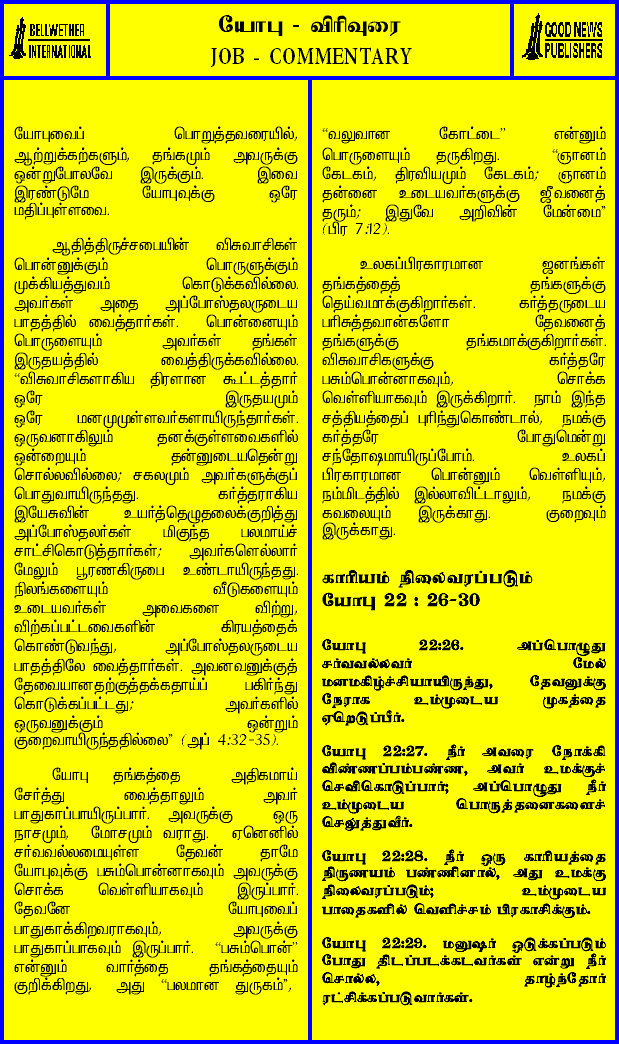 BELLWETHER
INTERNATIONAL
யோபு - விரிவுரை
JOB - COMMENTARY
GOOD NEWS
PUBLISHERS
யோபுவைப் பொறுத்தவரையில்,
ஆற்றுக்கற்களும், தங்கமும் அவருக்கு
ஒன்றுபோலவே இருக்கும். இவை
இரண்டுமே யோபுவுக்கு ஒரே
மதிப்புள்ளவை.
ஆதித்திருச்சபையின் விசுவாசிகள்
பொன்னுக்கும் பொருளுக்கும்
முக்கியத்துவம் கொடுக்கவில்லை.
அவர்கள் அதை அப்போஸ்தலருடைய
பாதத்தில் வைத்தார்கள். பொன்னையும்
பொருளையும் அவர்கள் தங்கள்
இருதயத்தில் வைத்திருக்கவில்லை.
“விசுவாசிகளாகிய திரளான கூட்டத்தார்
ஒரே இருதயமும்
ஒரே மனமுமுள்ளவர்களாயிருந்தார்கள்.
ஒருவனாகிலும் தனக்குள்ளவைகளில்
ஒன்றையும் தன்னுடையதென்று
சொல்லவில்லை; சகலமும் அவர்களுக்குப்
பொதுவாயிருந்தது. கர்த்தராகிய
இயேசுவின் உயிர்த்தெழுதலைக்குறித்து
அப்போஸ்தலர்கள் மிகுந்த பலமாய்ச்
சாட்சிகொடுத்தார்கள்; அவர்களெல்லார்
மேலும் பூரணகிருபை உண்டாயிருந்தது.
நிலங்களையும் வீடுகளையும்
உடையவர்கள் அவைகளை விற்று,
விற்கப்பட்டவைகளின் கிரயத்தைக்
கொண்டுவந்து, அப்போஸ்தலருடைய
பாதத்திலே வைத்தார்கள். அவனவனுக்குத்
தேவையானதற்குத்தக்கதாய்ப் பகிர்ந்து
கொடுக்கப்பட்டது; அவர்களில்
ஒருவனுக்கும் ஒன்றும்
குறைவாயிருந்ததில்லை” (அப் 4:32-35).
யோபு தங்கத்தை அதிகமாய்
சேர்த்து வைத்தாலும் அவர்
பாதுகாப்பாயிருப்பார். அவருக்கு ஒரு
நாசமும், மோசமும் வராது. ஏனெனில்
சர்வவல்லமையுள்ள தேவன் தாமே
யோபுவுக்கு பசும்பொன்னாகவும் அவருக்கு
சொக்க வெள்ளியாகவும் இருப்பார்.
தேவனே யோபுவைப்
பாதுகாக்கிறவராகவும், அவருக்கு
பாதுகாப்பாகவும் இருப்பார். “பசும்பொன்”
என்னும் வார்த்தை தங்கத்தையும்
குறிக்கிறது, அது “பலமான துருகம்”,
“வலுவான கோட்டை” என்னும்
பொருளையும் தருகிறது. “ஞானம்
கேடகம், திரவியமும் கேடகம்; ஞானம்
தன்னை உடையவர்களுக்கு ஜீவனைத்
தரும்; இதுவே அறிவின் மேன்மை”
(பிர 7:12).
உலகப்பிரகாரமான ஜனங்கள்
தங்கத்தைத் தங்களுக்கு
தெய்வமாக்குகிறார்கள். கர்த்தருடைய
பரிசுத்தவான்களோ தேவனைத்
தங்களுக்கு தங்கமாக்குகிறார்கள்.
விசுவாசிகளுக்கு கர்த்தரே
பசும்பொன்னாகவும், சொக்க
வெள்ளியாகவும் இருக்கிறார். நாம் இந்த
சத்தியத்தைப் புரிந்துகொண்டால், நமக்கு
கர்த்தரே போதுமென்று
சந்தோஷமாயிருப்போம். உலகப்
பிரகாரமான பொன்னும் வெள்ளியும்,
நம்மிடத்தில் இல்லாவிட்டாலும், நமக்கு
கவலையும் இருக்காது. குறைவும்
இருக்காது.
காரியம் நிலைவரப்படும்
யோபு 22 : 26-30
யோபு 22:26. அப்பொழுது
சர்வவல்லவர் மேல்
மனமகிழ்ச்சியாயிருந்து, தேவனுக்கு
நேராக உம்முடைய முகத்தை
ஏறெடுப்பீர்.
யோபு 22:27. நீர் அவரை நோக்கி
விண்ணப்பம்பண்ண, அவர் உமக்குச்
செவிகொடுப்பார்; அப்பொழுது நீர்
உம்முடைய பொருத்தனைகளைச்
செலுத்துவீர்.
யோபு 22:28. நீர் ஒரு காரியத்தை
நிருணயம் பண்ணினால், அது உமக்கு
நிலைவரப்படும்; உம்முடைய
பாதைகளில் வெளிச்சம் பிரகாசிக்கும்.
யோபு 22:29. மனுஷர் ஒடுக்கப்படும்
போது திடப்படக்கடவர்கள் என்று நீர்
சொல்ல, தாழ்ந்தோர்
ரட்சிக்கப்படுவார்கள்.